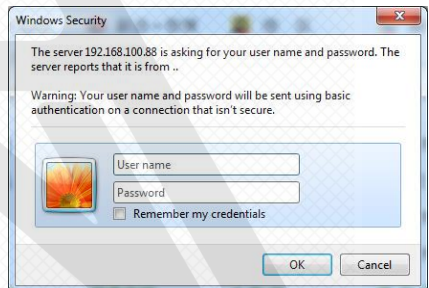 Windows Security
The server 192.168.100.88 is asking for your user name and password. The
server reports that it is from ..
Warning: Your user name and password will be sent using basic
authentication on a connection that isn't secure.
User name
Password
Remember my credentials
OK Cancel